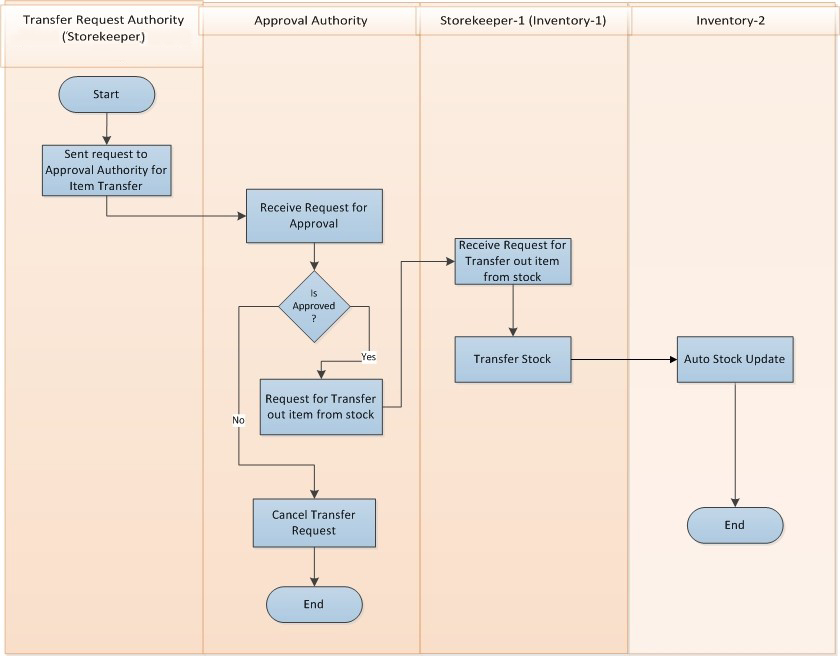 Transfer Request Authority
(Storekeeper)
Approval Authority
Storekeeper-1 (Inventory-1)
Inventory-2
Start
Sent request to
Approval Authority for
Item Transfer
Receive Request for
Approval
Is
Approved
?
Yes
No
Request for Transfer
out item from stock
Cancel Transfer
Request
End
Receive Request for
Transfer out item
from stock
Transfer Stock
Auto Stock Update
End